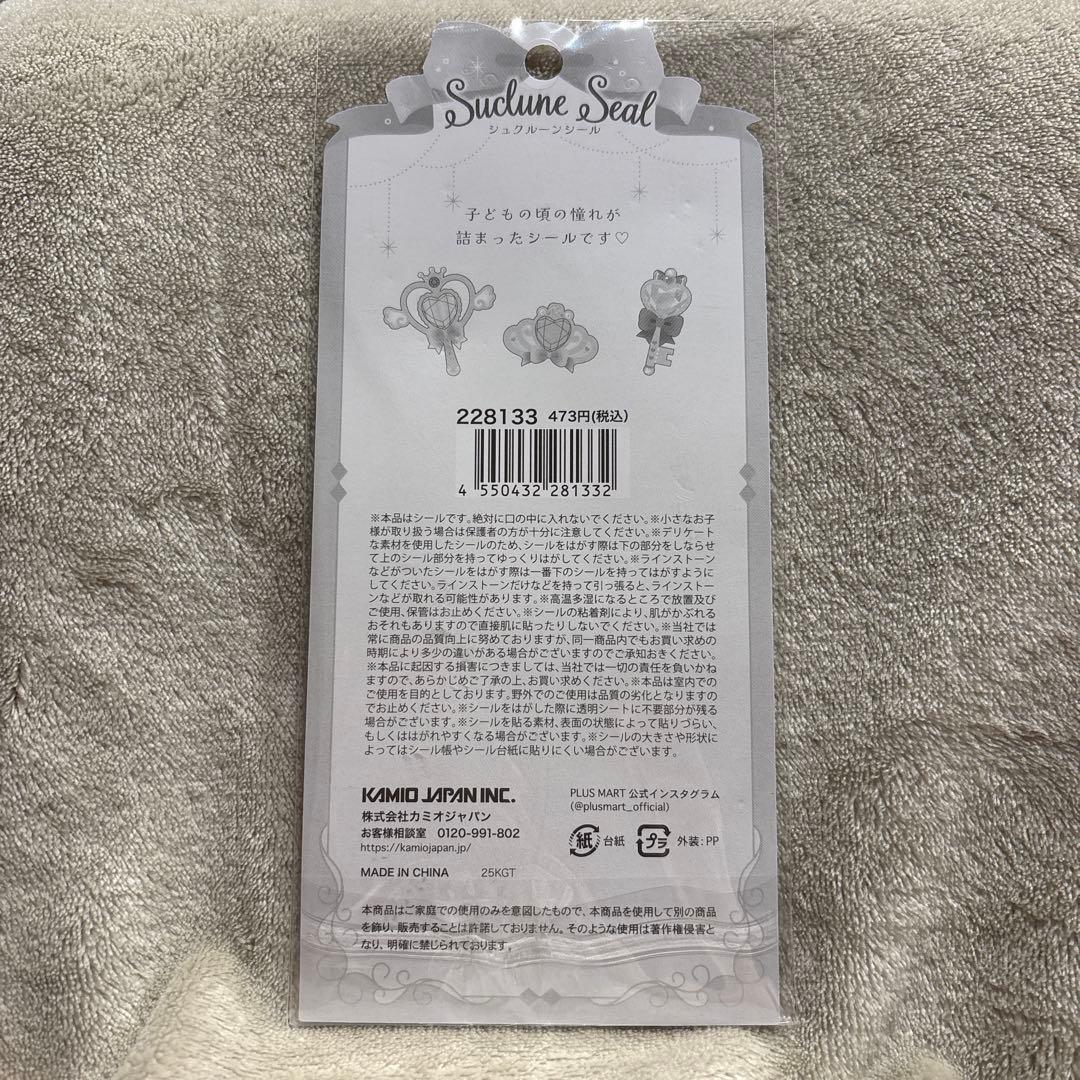 Suclune Seal
シュクルーンシール
子どもの頃の憧れが
詰まったシールです♡
228133 473円(税込)
4 550432 281332
※本品はシールです。絶対に口の中に入れないでください。※小さなお子
様が取り扱う場合は保護者の方が十分に注意してください。※デリケート
な素材を使用したシールのため、シールをはがす際は下の部分をしならせ
て上のシール部分を持ってゆっくりはがしてください。※ラインストーン
などがついたシールをはがす際は一番下のシールを持ってはがすように
してください。ラインストーンだけなどを持って引っ張ると、ラインストー
ンなどが取れる可能性があります。※高温多湿になるところで放置及び
ご使用、保管はお止めください。※シールの粘着剤により、肌がかぶれる
おそれもありますので直接肌に貼ったりしないでください。※当社では
常に商品の品質向上に努めておりますが、同一商品内でもお買い求めの
時期により多少の違いがある場合がございますのでご承知おきください。
※本品に起因する損害につきましては、当社では一切の責任を負いかね
ますので、あらかじめご了承の上、お買い求めください。※本品は室内での
ご使用を目的としております。野外でのご使用は品質の劣化となりますの
でお止めください。※シールをはがした際に透明シートに不要部分が残る
場合がございます。※シールを貼る素材、表面の状態によって貼りづらい、
もしくははがれやすくなる場合がございます。※シールの大きさや形状に
よってはシール帳やシール台紙に貼りにくい場合がございます。
KAMIO JAPAN INC.
株式会社カミオジャパン
お客様相談室 0120-991-802
https://kamiojapan.jp/
PLUS MART 公式インスタグラム
(@plusmart_official)
紙 台紙 プラ 外装:PP
MADE IN CHINA 25KGT
本商品はご家庭での使用のみを意図したもので、本商品を使用して別の商品
を飾り、販売することは許諾しておりません。そのような使用は著作権侵害と
なり、明確に禁じられております。